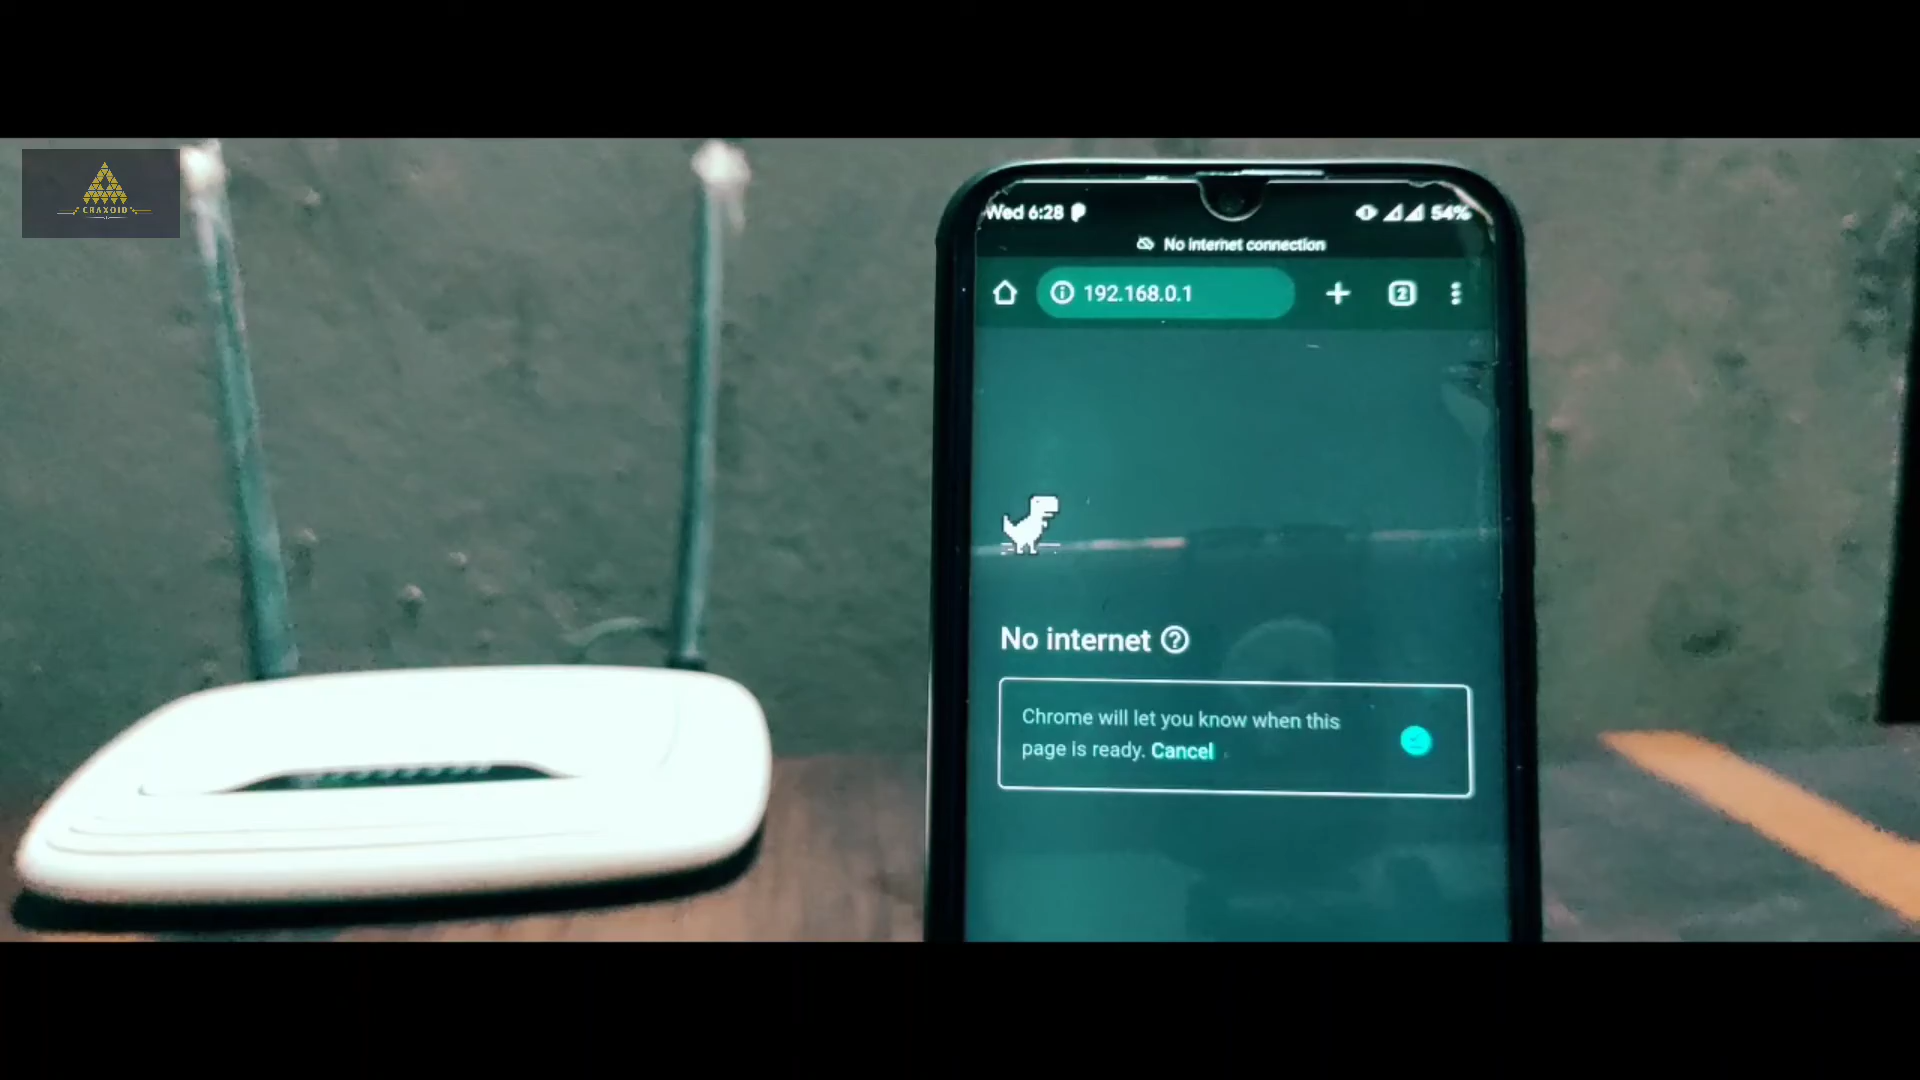 CRAXOID
Wed 6:28
54%
No internet connection
192.168.0.1
2
No internet
Chrome will let you know when this
page is ready. Cancel